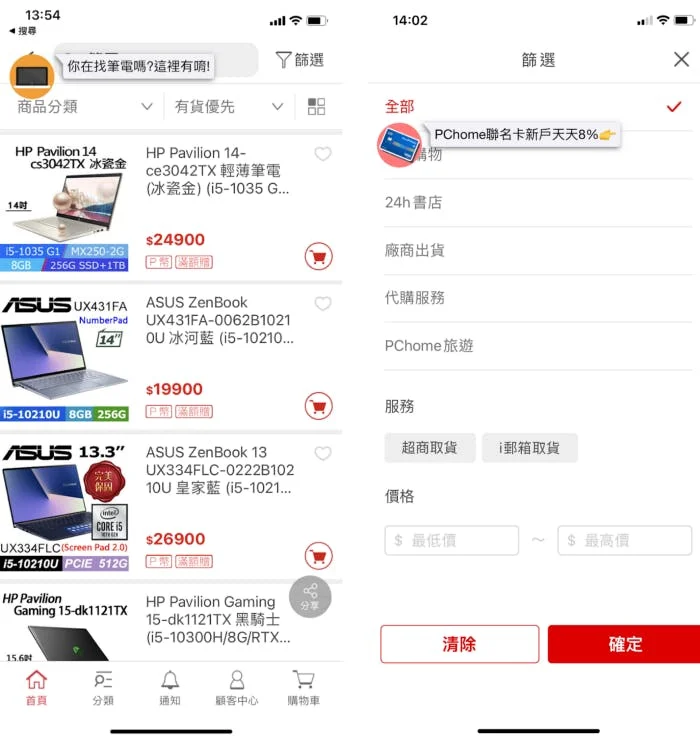 13:54
◀ 搜尋
你在找筆電嗎?這裡有唷!
篩選
商品分類
有貨優先
HP Pavilion 14
cs3042TX 冰瓷金
14吋
i5-1035 G1
MX250-2G
8GB
256G SSD+1TB
HP Pavilion 14-
ce3042TX 輕薄筆電
(冰瓷金) (i5-1035 G...
$24900
P 幣
滿額贈
ASUS UX431FA
NumberPad
14"
i5-10210U
8GB
256G
ASUS ZenBook
UX431FA-0062B1021
0U 冰河藍 (i5-10210...
$19900
P 幣
滿額贈
ASUS 13.3"
完美
保固
intel
CORE i5
10TH GEN
UX334FLC(Screen Pad 2.0)
i5-10210U
PCIE 512G
ASUS ZenBook 13
UX334FLC-0222B102
10U 皇家藍 (i5-1021...
$26900
P 幣
滿額贈
分享
HP Pavilion
Gaming 15-dk1121TX
15.6吋
HP Pavilion Gaming
15-dk1121TX 黑騎士
(i5-10300H/8G/RTX...
首頁
分類
通知
顧客中心
購物車
14:02
篩選
全部
PChome聯名卡新戶天天8%👉
購物
24h書店
廠商出貨
代購服務
PChome旅遊
服務
超商取貨
i郵箱取貨
價格
$ 最低價
～
$ 最高價
清除
確定